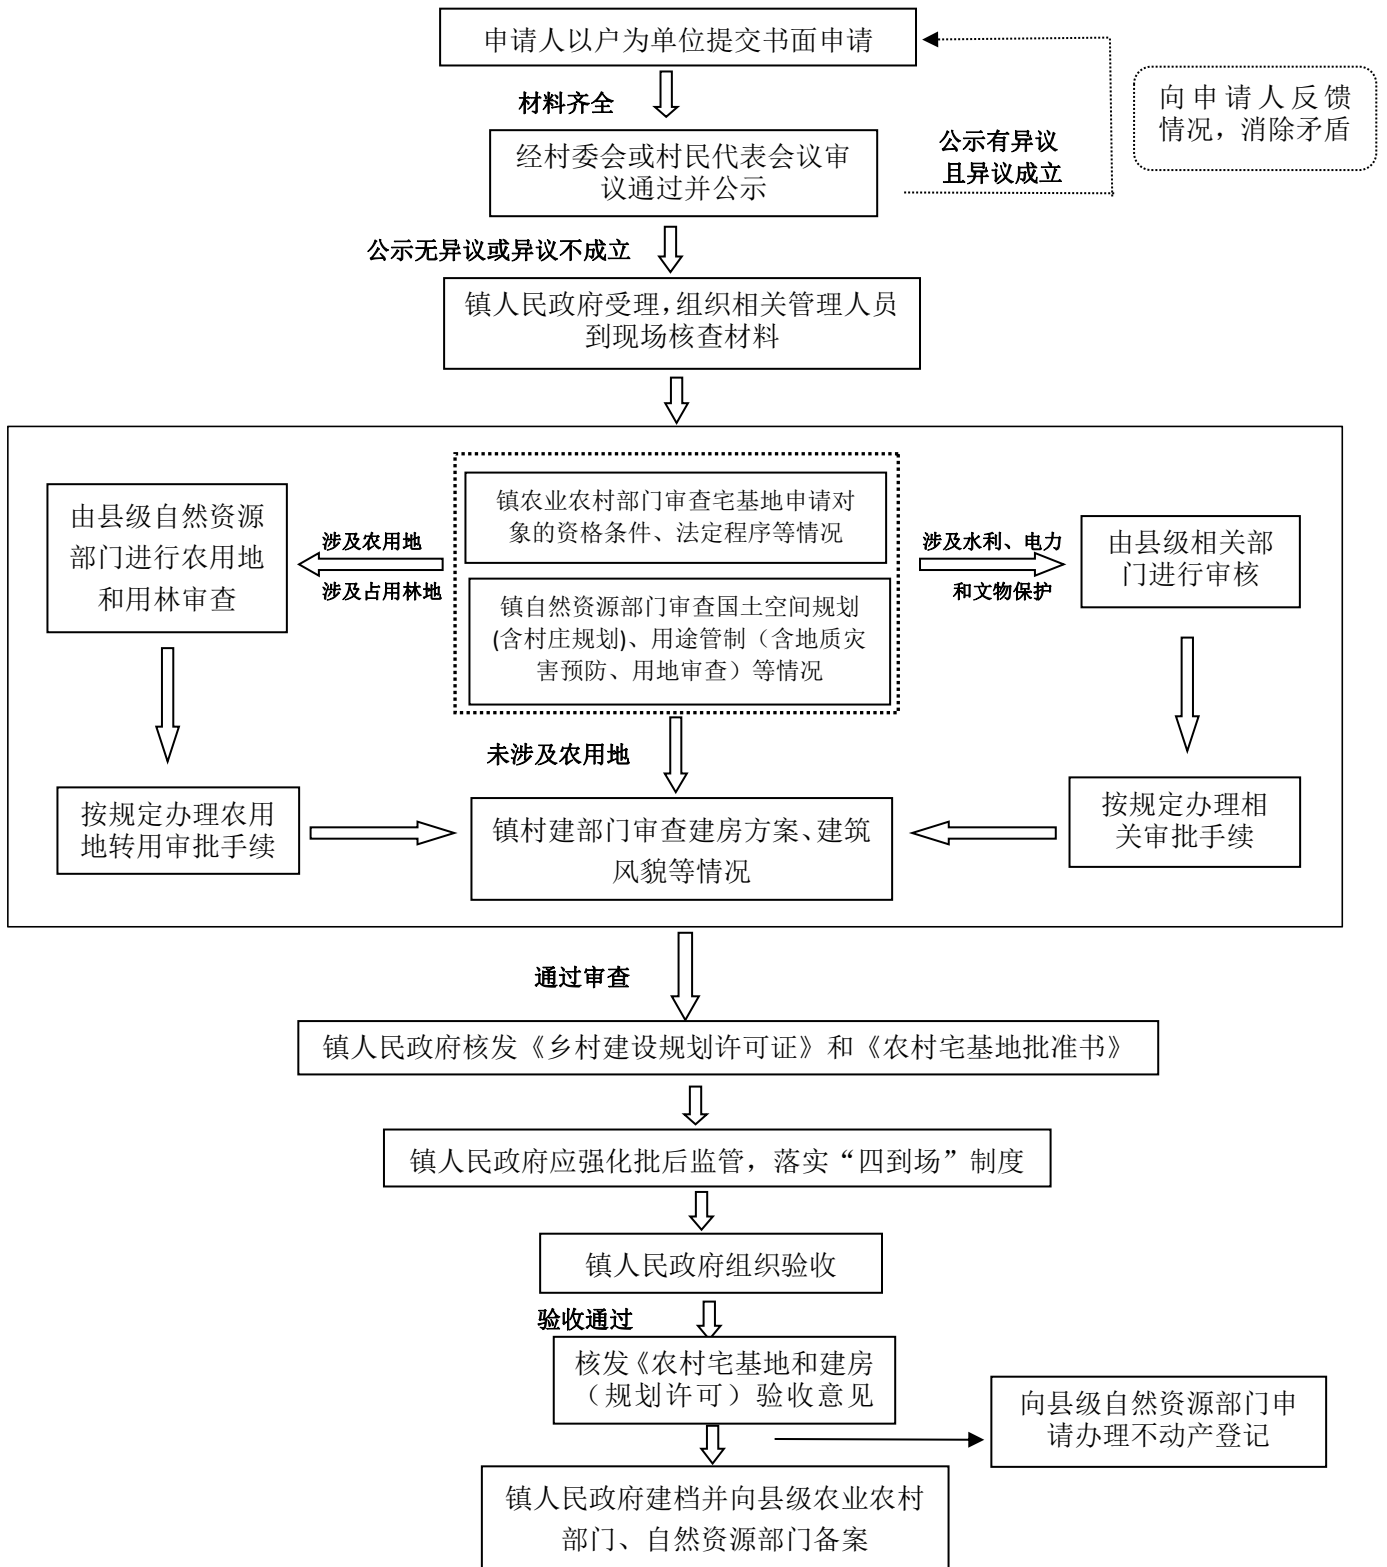 申请人以户为单位提交书面申请
材料齐全
向申请人反馈
情况，消除矛盾
经村委会或村民代表会议审
议通过并公示
公示有异议
且异议成立
公示无异议或异议不成立
镇人民政府受理，组织相关管理人员
到现场核查材料
由县级自然资源
部门进行农用地
和用林审查
涉及农用地
涉及占用林地
镇农业农村部门审查宅基地申请对
象的资格条件、法定程序等情况
镇自然资源部门审查国土空间规划
(含村庄规划)、用途管制（含地质灾
害预防、用地审查）等情况
涉及水利、电力
和文物保护
由县级相关部
门进行审核
未涉及农用地
按规定办理农用
地转用审批手续
镇村建部门审查建房方案、建筑
风貌等情况
按规定办理相
关审批手续
通过审查
镇人民政府核发《乡村建设规划许可证》和《农村宅基地批准书》
镇人民政府应强化批后监管，落实“四到场”制度
镇人民政府组织验收
验收通过
核发《农村宅基地和建房
（规划许可）验收意见
向县级自然资源部门申
请办理不动产登记
镇人民政府建档并向县级农业农村
部门、自然资源部门备案